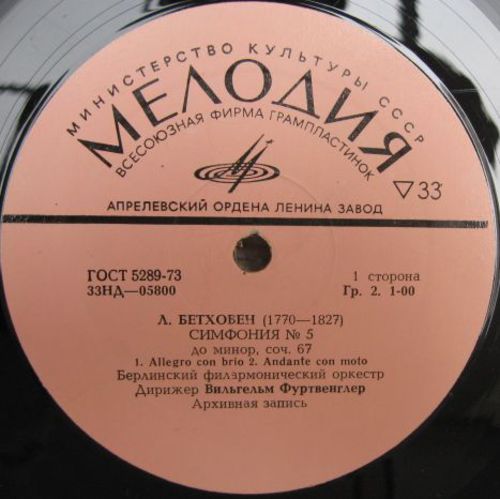 МИНИСТЕРСТВО КУЛЬТУРЫ СССР
МЕЛОДИЯ
ВСЕСОЮЗНАЯ ФИРМА ГРАМПЛАСТИНОК
▽33
АПРЕЛЕВСКИЙ ОРДЕНА ЛЕНИНА ЗАВОД
ГОСТ 5289-73
33НД—05800
1 сторона
Гр. 2. 1-00
Л. БЕТХОВЕН (1770—1827)
СИМФОНИЯ № 5
до минор, соч. 67
1. Allegro con brio 2. Andante con moto
Берлинский филармонический оркестр
Дирижер Вильгельм Фуртвенглер
Архивная запись